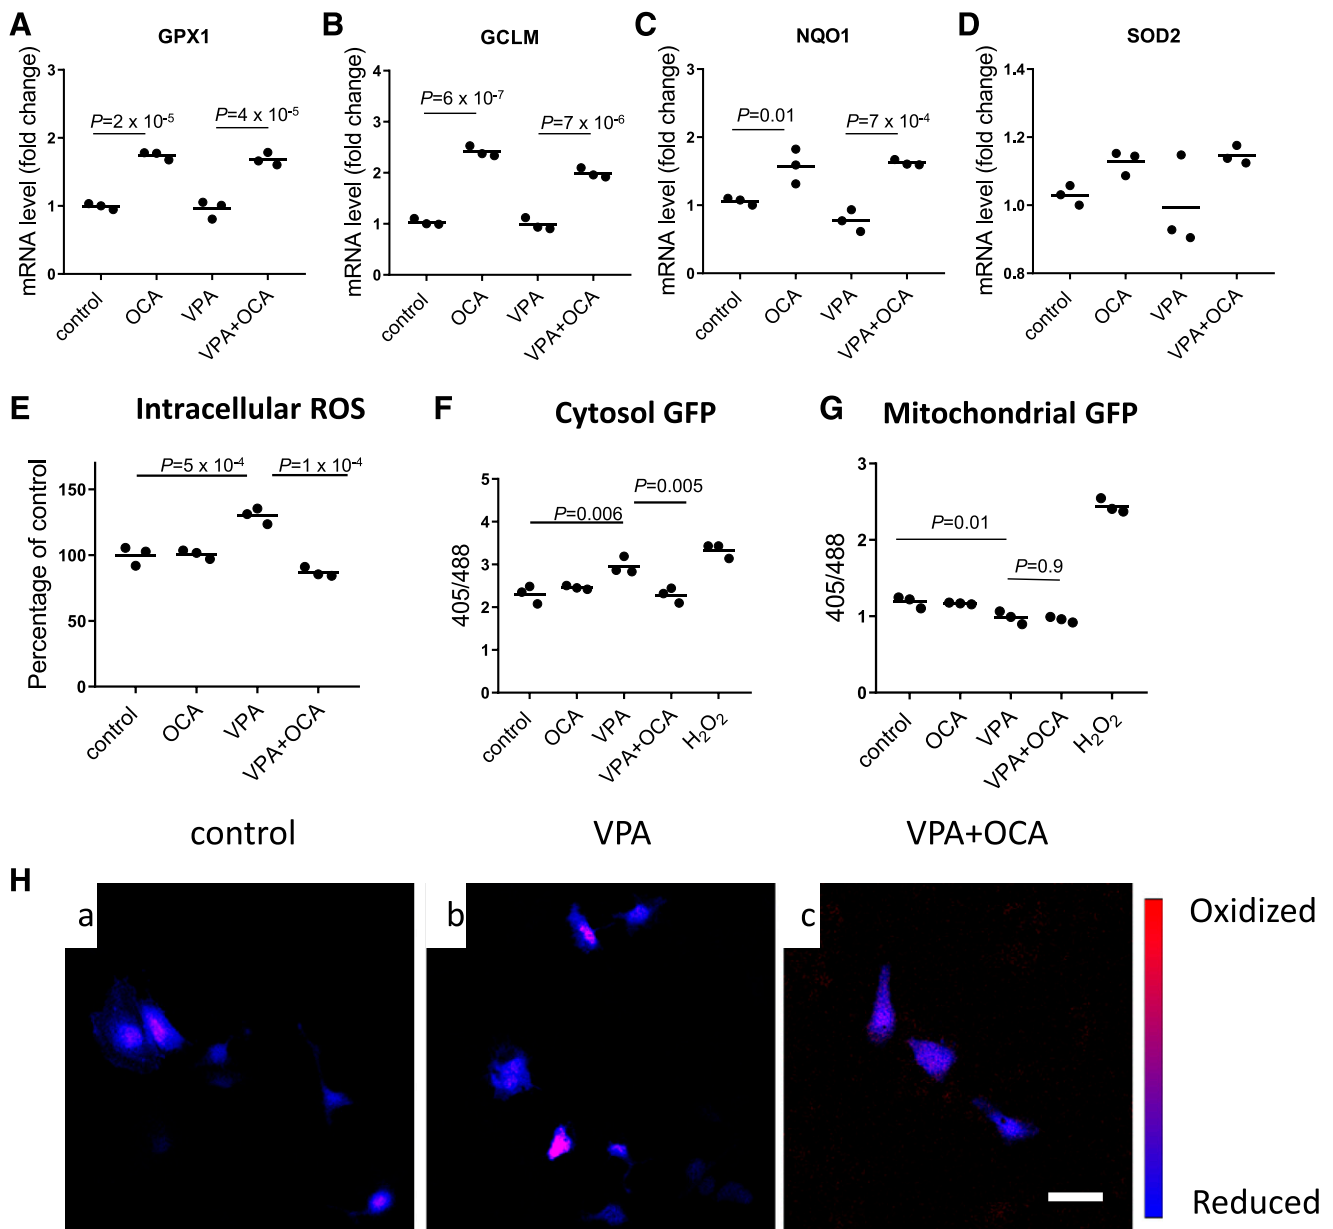 A
GPX1
mRNA level (fold change)
3
2
1
0
P=2 x 10-5
P=4 x 10-5
control
OCA
VPA
VPA+OCA
B
GCLM
mRNA level (fold change)
4
3
2
1
0
P=6 x 10-7
P=7 x 10-6
control
OCA
VPA
VPA+OCA
C
NQO1
mRNA level (fold change)
3
2
1
0
P=0.01
P=7 x 10-4
control
OCA
VPA
VPA+OCA
D
SOD2
mRNA level (fold change)
1.4
1.2
1.0
0.8
control
OCA
VPA
VPA+OCA
E
Intracellular ROS
Percentage of control
150
100
50
0
P=5 x 10-4
P=1 x 10-4
control
OCA
VPA
VPA+OCA
F
Cytosol GFP
405/488
5
4
3
2
1
0
P=0.006
P=0.005
control
OCA
VPA
VPA+OCA
H2O2
G
Mitochondrial GFP
405/488
3
2
1
0
P=0.01
P=0.9
control
OCA
VPA
VPA+OCA
H2O2
control
VPA
VPA+OCA
H
a
b
c
Oxidized
Reduced